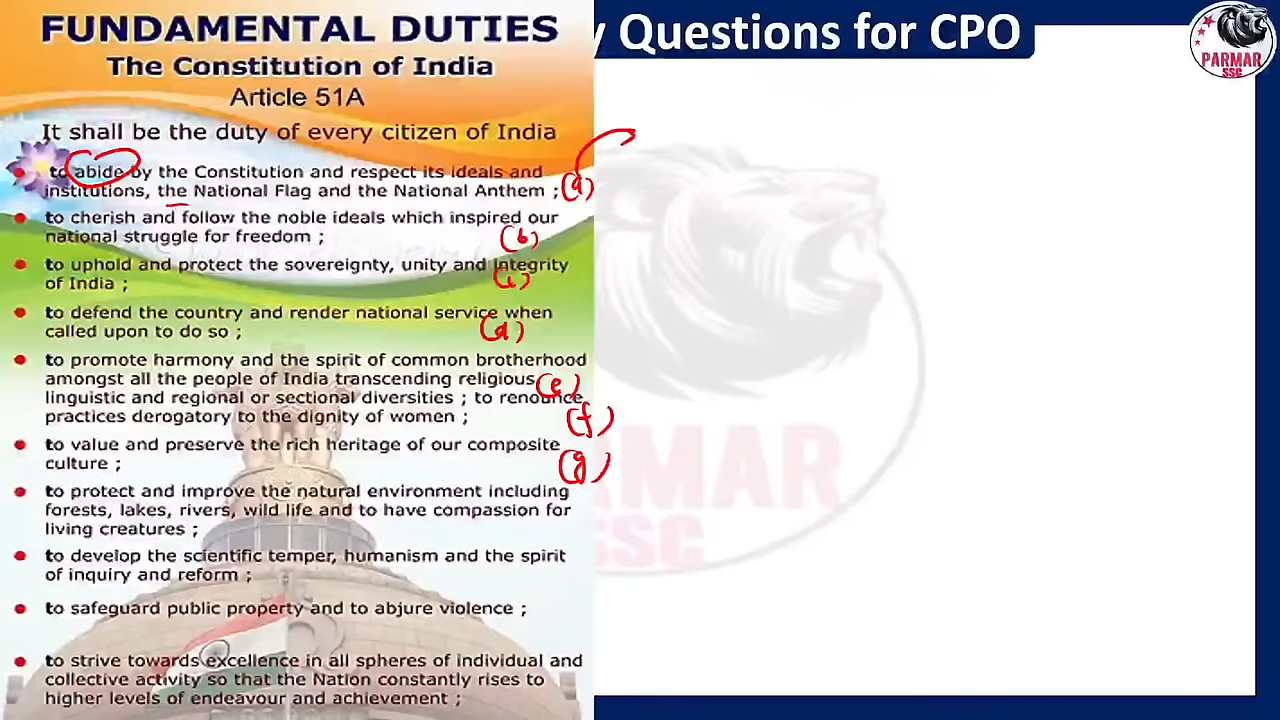 FUNDAMENTAL DUTIES
The Constitution of India
Article 51A
It shall be the duty of every citizen of India
to abide by the Constitution and respect its ideals and
institutions, the National Flag and the National Anthem ; (a)
to cherish and follow the noble ideals which inspired our
national struggle for freedom ; (b)
to uphold and protect the sovereignty, unity and integrity
of India ; (c)
to defend the country and render national service when
called upon to do so ; (d)
to promote harmony and the spirit of common brotherhood
amongst all the people of India transcending religious
linguistic and regional or sectional diversities ; to renounce (e)
practices derogatory to the dignity of women ; (f)
to value and preserve the rich heritage of our composite
culture ; (g)
to protect and improve the natural environment including
forests, lakes, rivers, wild life and to have compassion for
living creatures ;
to develop the scientific temper, humanism and the spirit
of inquiry and reform ;
to safeguard public property and to abjure violence ;
to strive towards excellence in all spheres of individual and
collective activity so that the Nation constantly rises to
higher levels of endeavour and achievement ;
y Questions for CPO
PARMAR
SSC
ARMAR
SSC